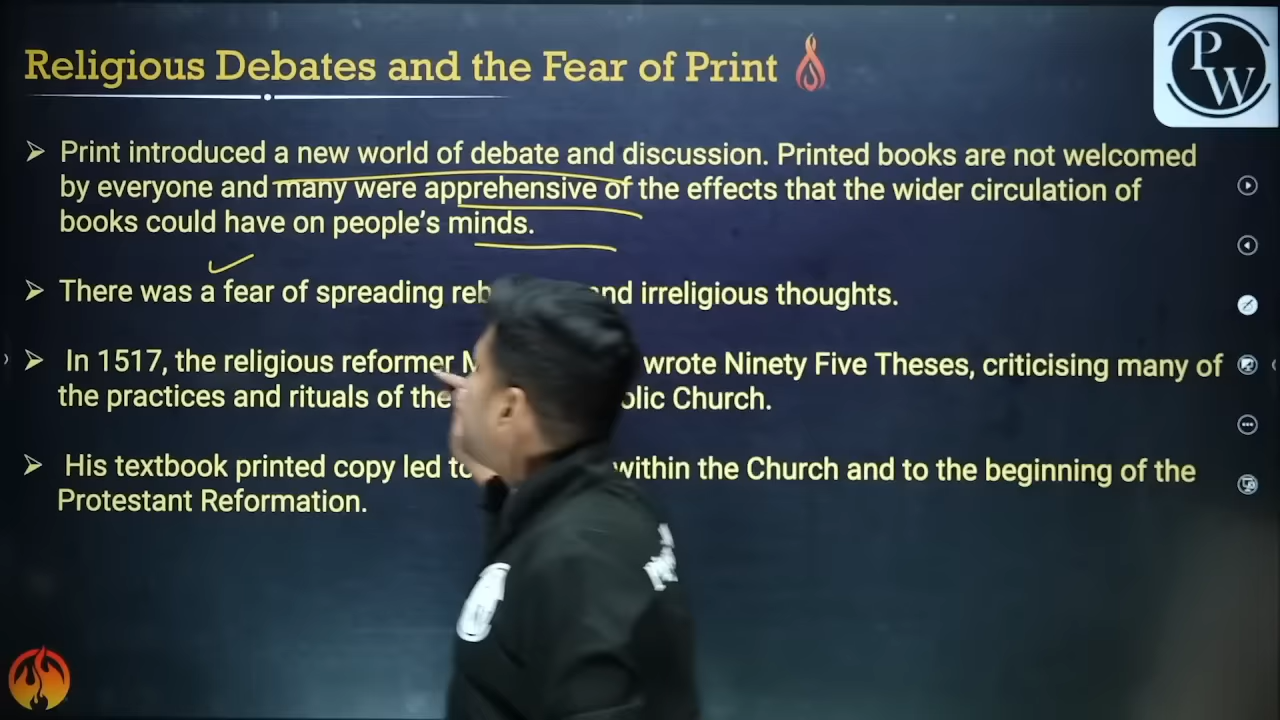 Religious Debates and the Fear of Print
PW
Print introduced a new world of debate and discussion. Printed books are not welcomed
by everyone and many were apprehensive of the effects that the wider circulation of
books could have on people's minds.
There was a fear of spreading and irreligious thoughts.
In 1517, the religious reformer wrote Ninety Five Theses, criticising many of
the practices and rituals of the Church.
His textbook printed copy led to within the Church and to the beginning of the
Protestant Reformation.